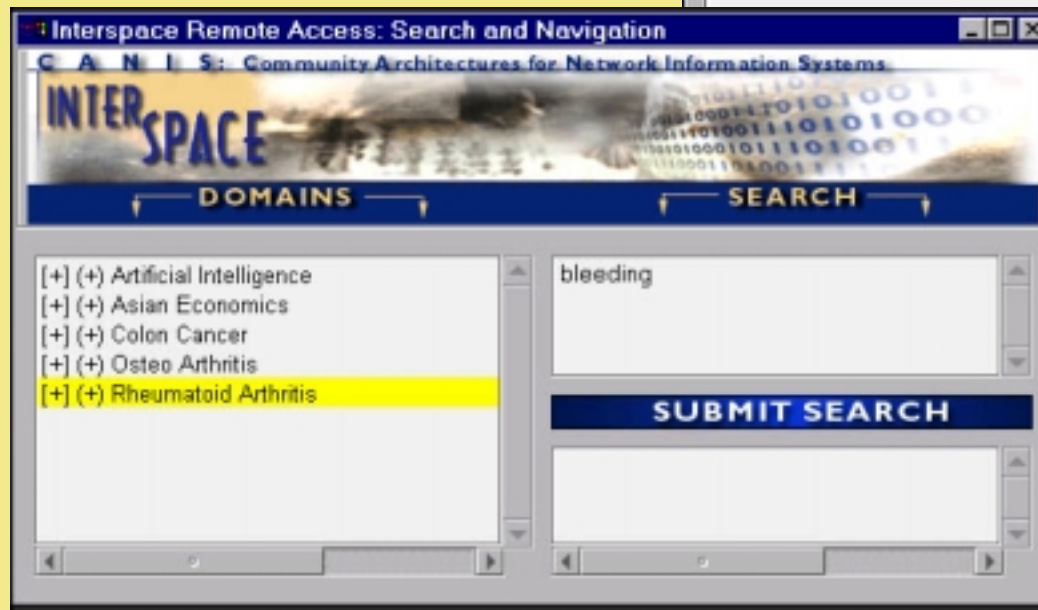 Interspace Remote Access: Search and Navigation
C A N I S: Community Architectures for Network Information Systems
INTER
SPACE
DOMAINS
SEARCH
[+] (+) Artificial Intelligence
[+] (+) Asian Economics
[+] (+) Colon Cancer
[+] (+) Osteo Arthritis
[+] (+) Rheumatoid Arthritis
bleeding
SUBMIT SEARCH